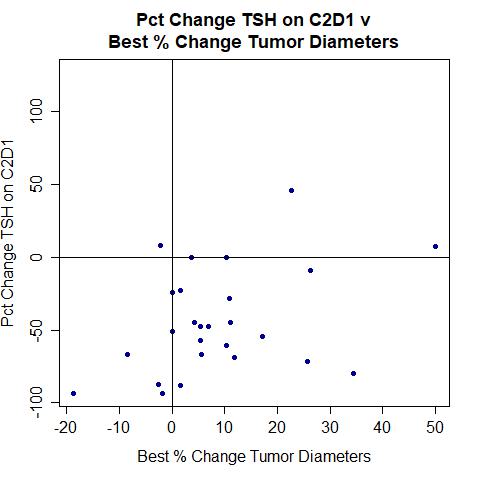 Pct Change TSH on C2D1 v
Best % Change Tumor Diameters
Pct Change TSH on C2D1
100
50
0
-50
-100
-20 -10 0 10 20 30 40 50
Best % Change Tumor Diameters